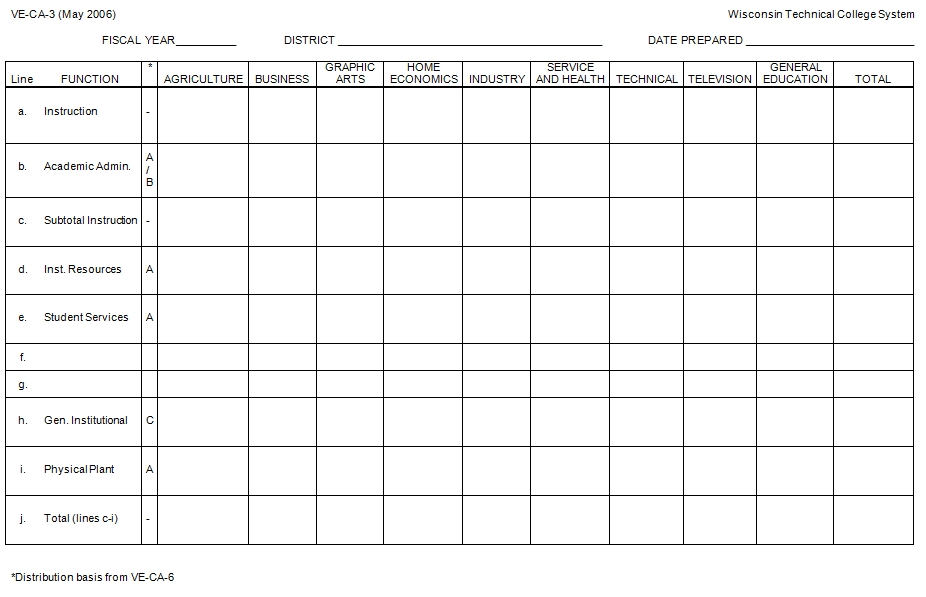 VE-CA-3 (May 2006) Wisconsin Technical College System
FISCAL YEAR__________ DISTRICT ____________________________________________ DATE PREPARED ____________________________
Line FUNCTION * AGRICULTURE BUSINESS GRAPHIC ARTS HOME ECONOMICS INDUSTRY SERVICE AND HEALTH TECHNICAL TELEVISION GENERAL EDUCATION TOTAL
a. Instruction -
b. Academic Admin. A / B
c. Subtotal Instruction -
d. Inst. Resources A
e. Student Services A
f.
g.
h. Gen. Institutional C
i. Physical Plant A
j. Total (lines c-i) -
*Distribution basis from VE-CA-6